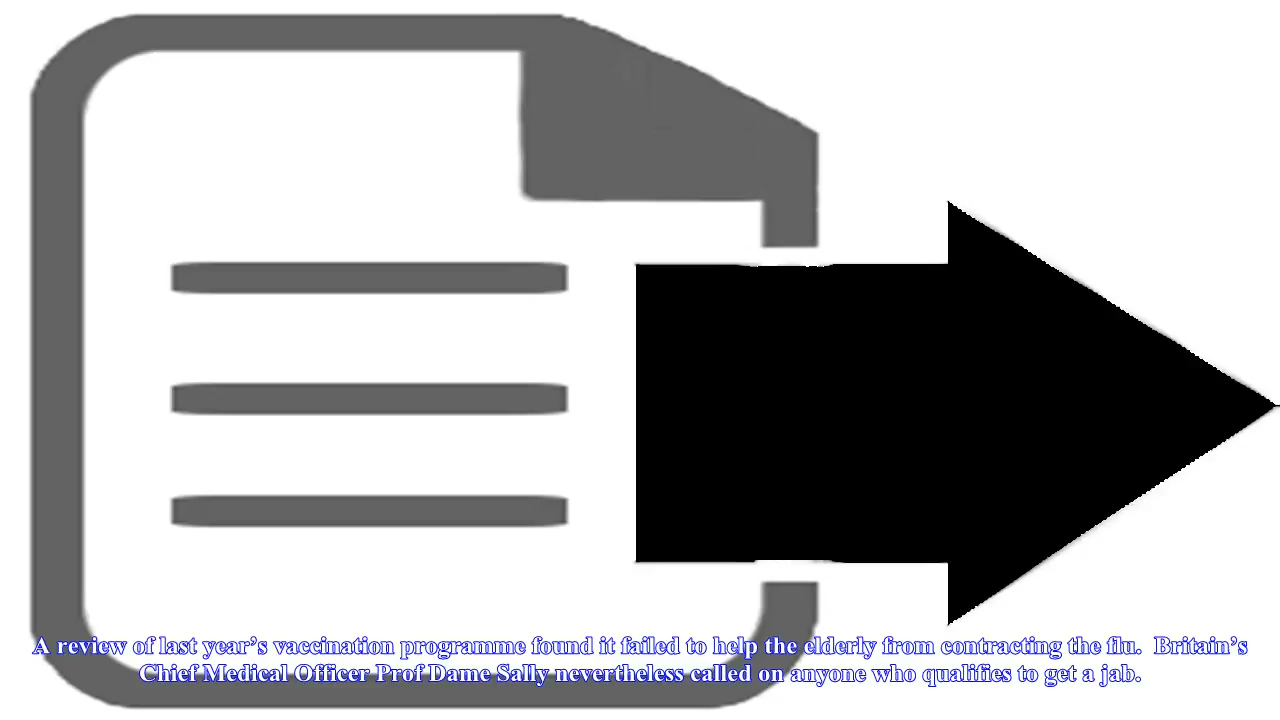 A review of last year’s vaccination programme found it failed to help the elderly from contracting the flu.  Britain’s
Chief Medical Officer Prof Dame Sally nevertheless called on anyone who qualifies to get a jab.